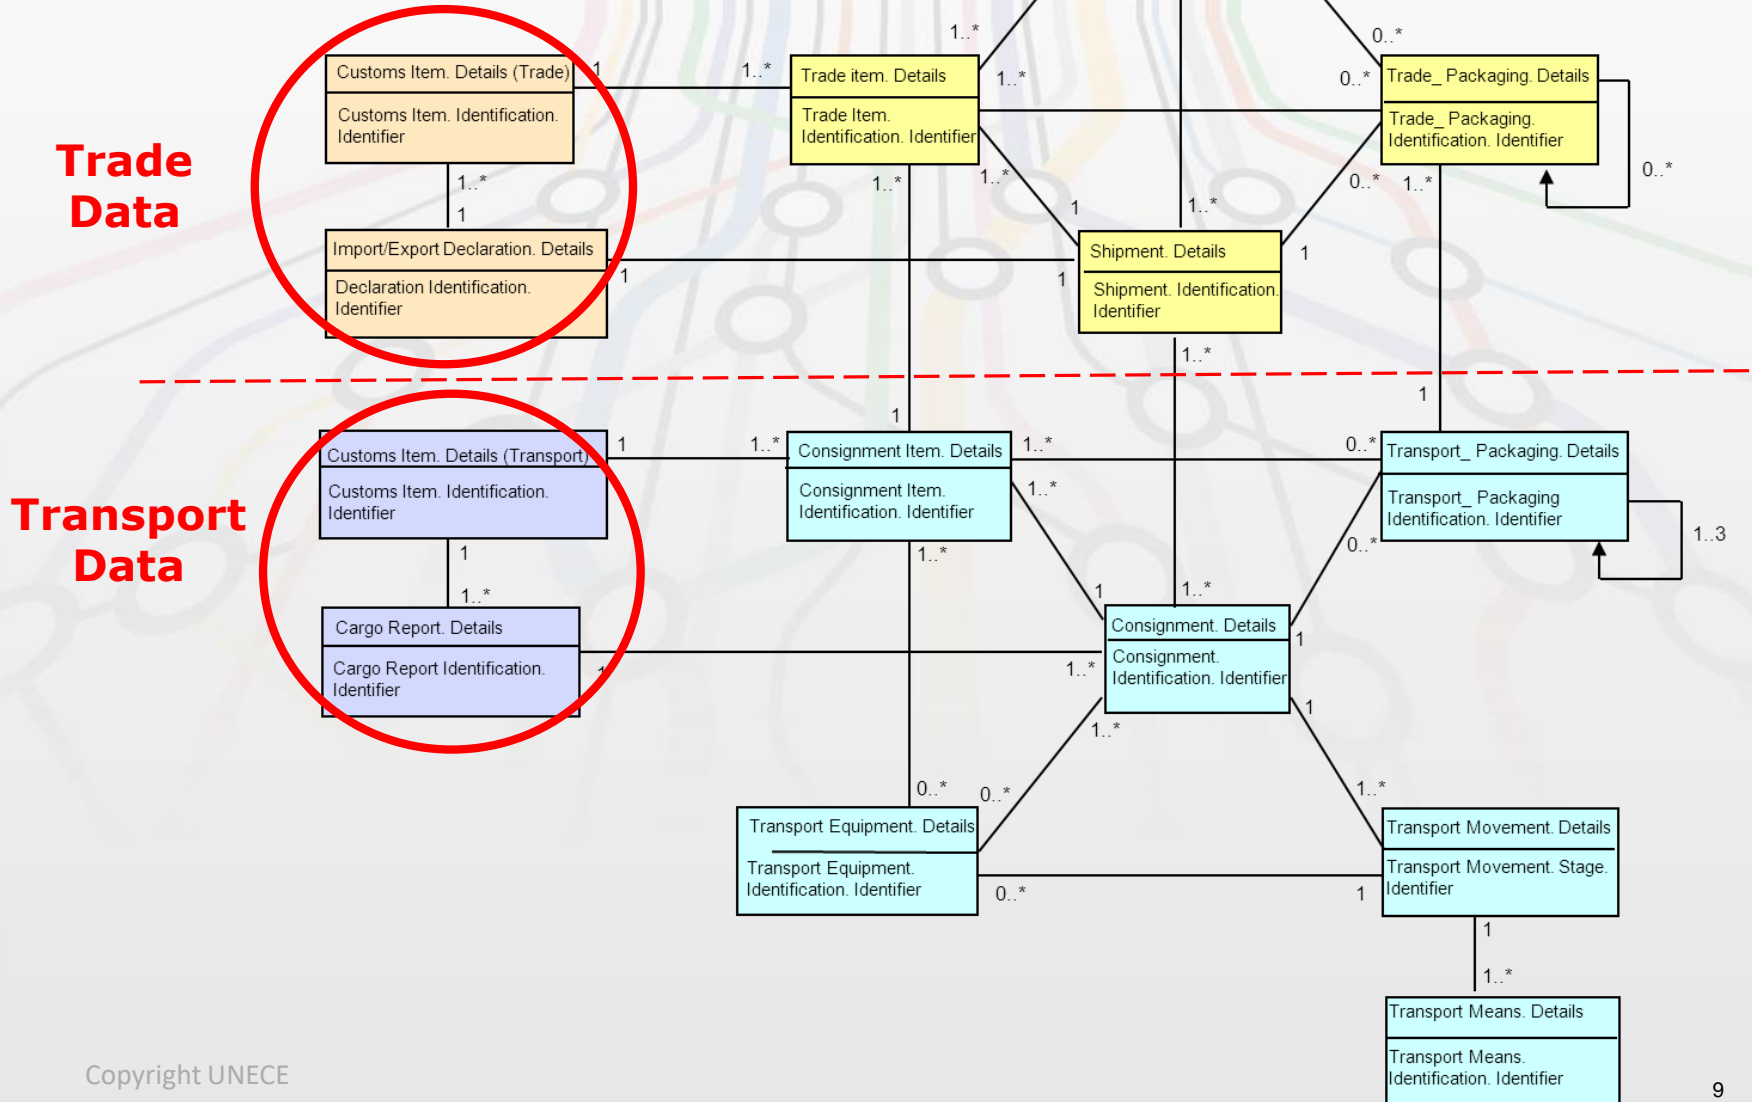 1..*
0..*
Customs Item. Details (Trade)
1
1..*
Trade item. Details
1..*
0..*
Trade_ Packaging. Details
Customs Item. Identification.
Identifier
Trade Item.
Identification. Identifier
Trade_ Packaging.
Identification. Identifier
Trade
Data
1..*
1
1..*
1..*
1
1..*
0..*
1..*
0..*
Import/Export Declaration. Details
1
1
Shipment. Details
1
Declaration Identification.
Identifier
Shipment. Identification.
Identifier
1..*
1
1
Customs Item. Details (Transport)
1
1..*
Consignment Item. Details
1..*
0..*
Transport_ Packaging. Details
Customs Item. Identification.
Identifier
Consignment Item.
Identification. Identifier
1..*
Transport_ Packaging
Identification. Identifier
1..3
Transport
Data
1
1..*
1..*
1
1..*
0..*
Cargo Report. Details
Consignment. Details
1
Cargo Report Identification.
Identifier
1
1..*
Consignment.
Identification. Identifier
1..*
1
0..*
0..*
1..*
Transport Equipment. Details
Transport Movement. Details
Transport Equipment.
Identification. Identifier
0..*
1
Transport Movement. Stage.
Identifier
1
1..*
Transport Means. Details
Transport Means.
Identification. Identifier
Copyright UNECE
9